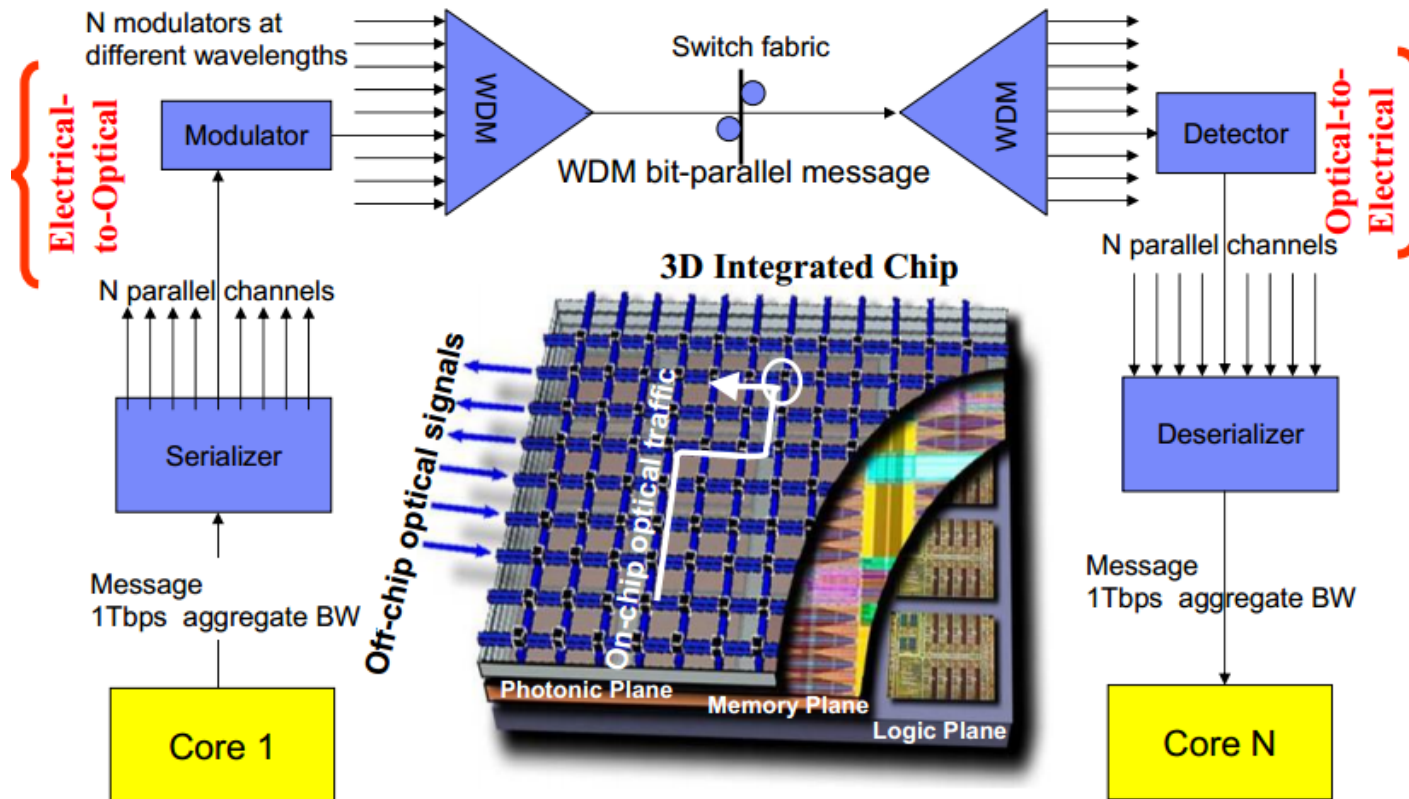 N modulators at
different wavelengths
Electrical-
to-Optical
Modulator
WDM
Switch fabric
WDM bit-parallel message
WDM
Detector
Optical-to-
Electrical
N parallel channels
N parallel channels
3D Integrated Chip
Off-chip optical signals
On-chip optical traffic
Serializer
Deserializer
Message
1Tbps aggregate BW
Message
1Tbps aggregate BW
Photonic Plane
Memory Plane
Logic Plane
Core 1
Core N